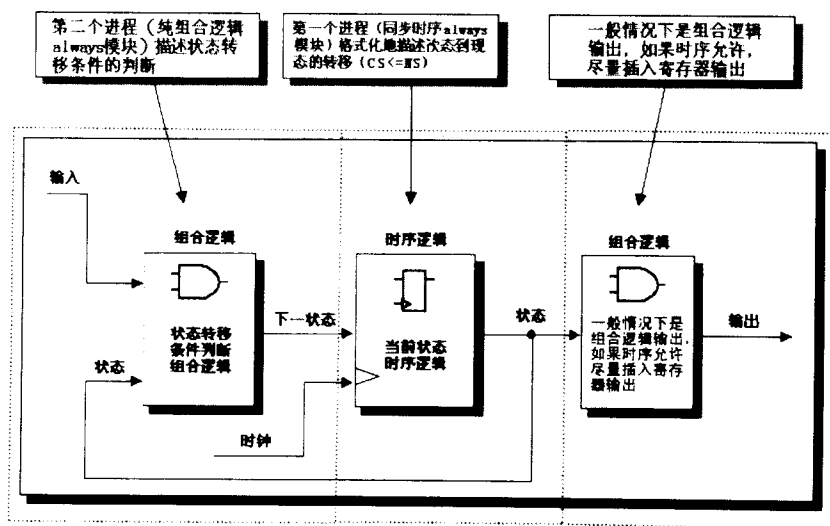 第二个进程（纯组合逻辑
always模块）描述状态转
移条件的判断
第一个进程（同步时序always
模块）格式化地描述次态到现
态的转移（CS<=NS）
一般情况下是组合逻辑
输出，如果时序允许，
尽量插入寄存器输出
输入
组合逻辑
时序逻辑
组合逻辑
下一状态
状态
输出
状态转移
条件判断
组合逻辑
当前状态
时序逻辑
一般情况下是
组合逻辑输出，
如果时序允许
尽量插入寄存
器输出
状态
时钟